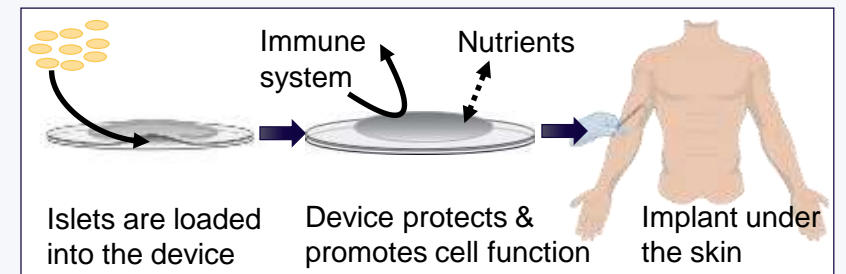 Immune
system
Nutrients
Islets are loaded
into the device
Device protects &
promotes cell function
Implant under
the skin